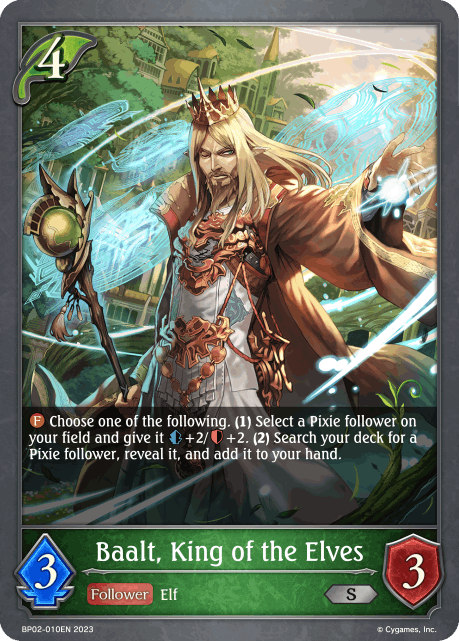 4
F Choose one of the following. (1) Select a Pixie follower on
your field and give it +2/ +2. (2) Search your deck for a
Pixie follower, reveal it, and add it to your hand.
Baalt, King of the Elves
3
Follower Elf
S
3
BP02-010EN 2023
© Cygames, Inc.